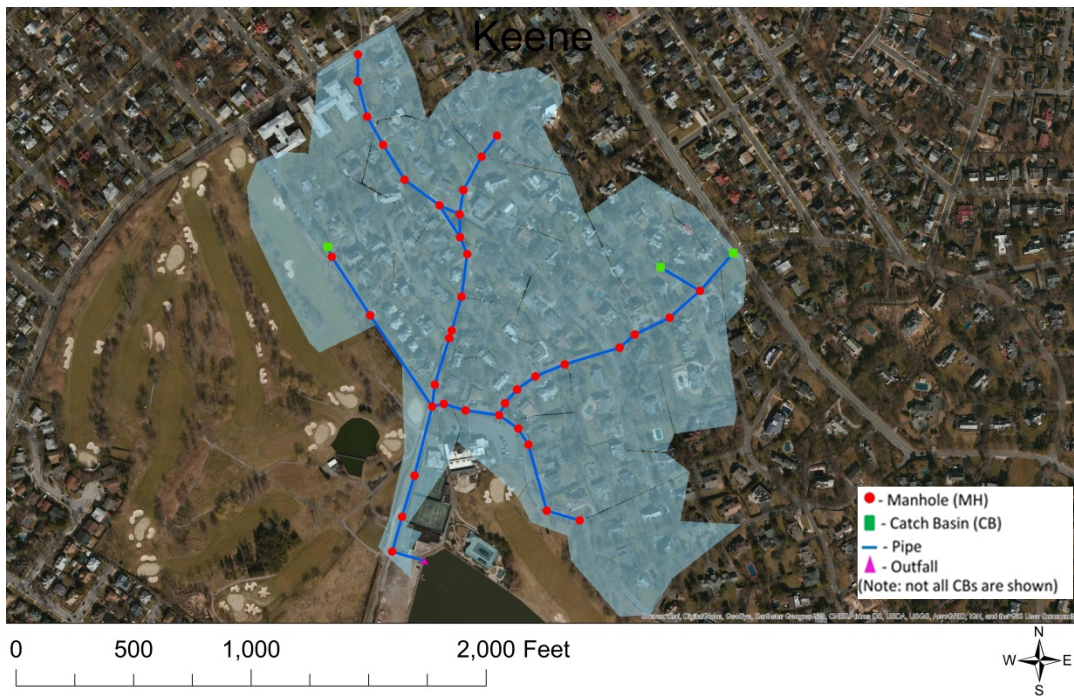 Keene
- Manhole (MH)
- Catch Basin (CB)
- Pipe
- Outfall
(Note: not all CBs are shown)
0 500 1,000 2,000 Feet
N
W E
S